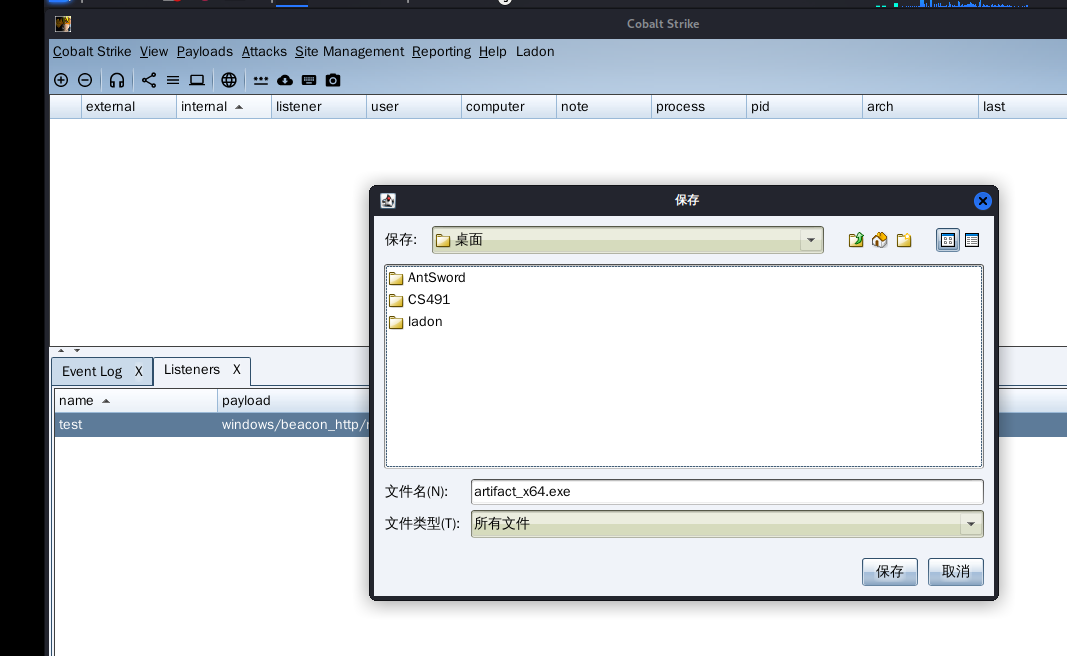 Cobalt Strike
Cobalt Strike View Payloads Attacks Site Management Reporting Help Ladon
external internal listener user computer note process pid arch last
保存
保存: 桌面
AntSword
CS491
ladon
Event Log X Listeners X
name payload
test windows/beacon_http/r
文件名(N): artifact_x64.exe
文件类型(T): 所有文件
保存 取消